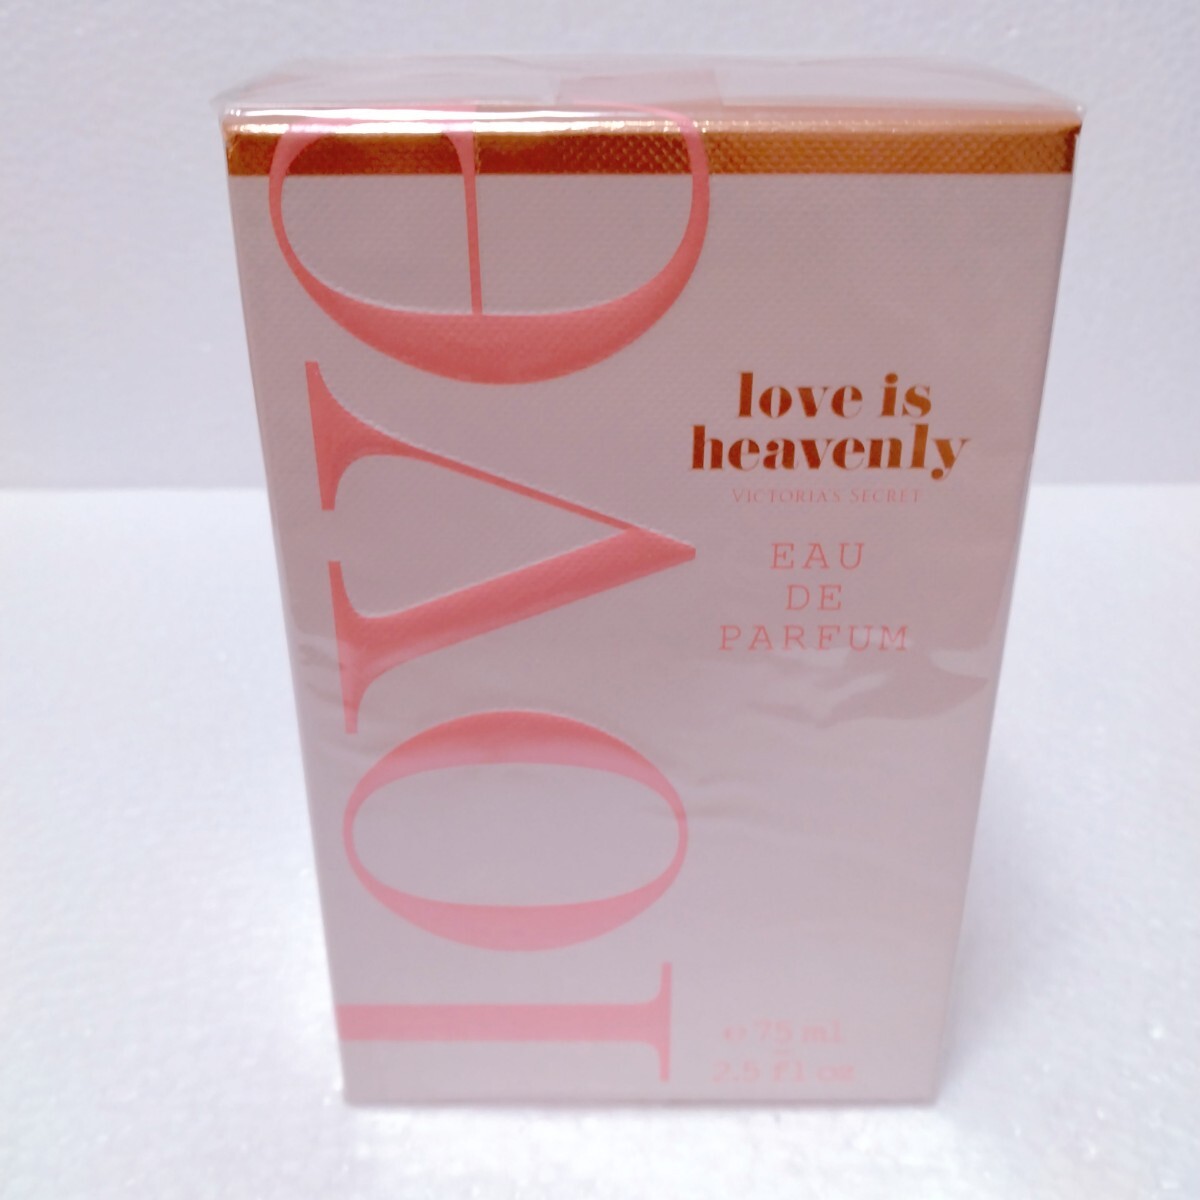 love
love is
heavenly
VICTORIA'S SECRET
EAU
DE
PARFUM
e 75 ml
2.5 fl oz